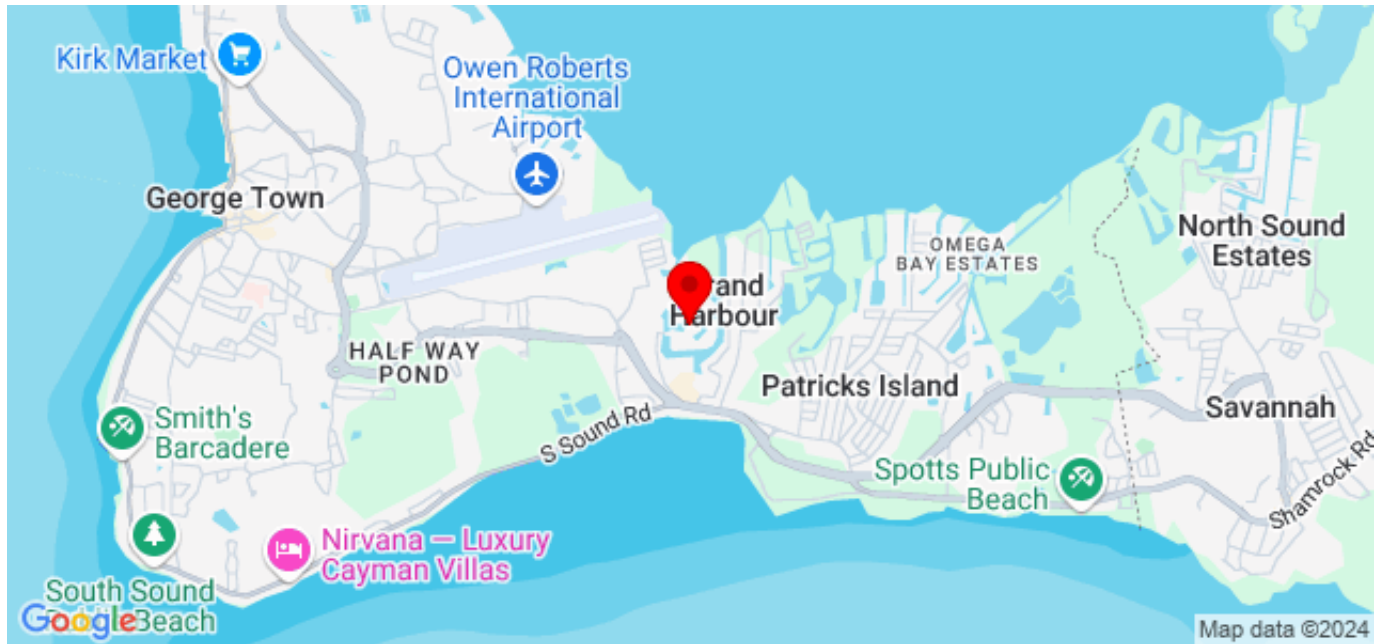 Kirk Market
Owen Roberts
International
Airport
George Town
North Sound
Estates
OMEGA
BAY ESTATES
Harbour
HALF WAY
POND
Patricks Island
Savannah
Smith's
Barcadere
S Sound Rd
Spotts Public
Beach
Shamrock Rd
Nirvana — Luxury
Cayman Villas
South Sound
Beach
Google
Map data ©2024